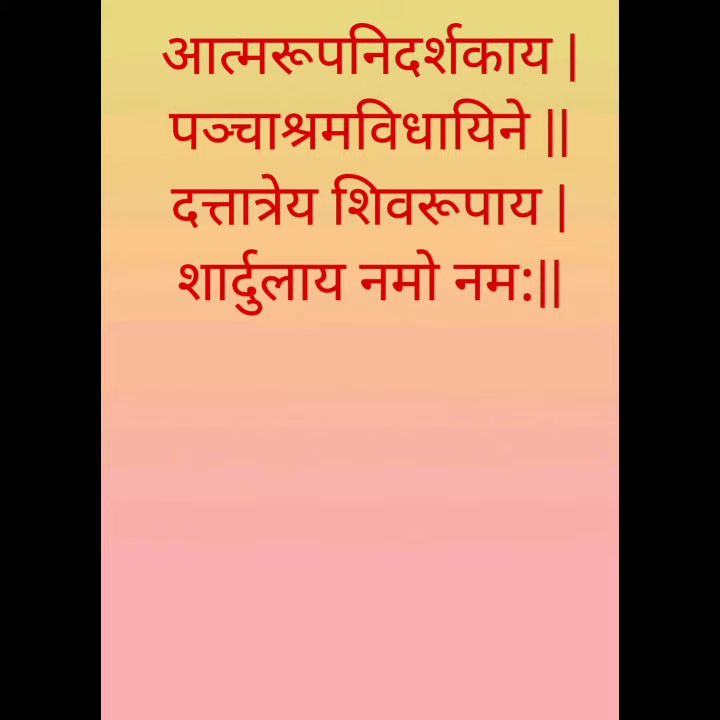 आत्मरूपनिदर्शकाय |
पञ्चाश्रमविधायिने ||
दत्तात्रेय शिवरूपाय |
शार्दुलाय नमो नम:||